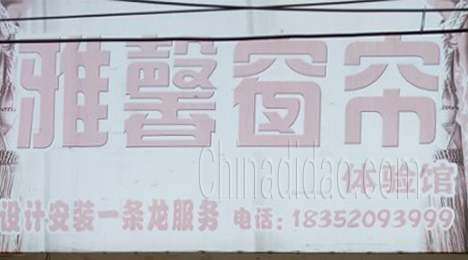 雅馨窗帘
体验馆
Chinadidao.com
设计安装一条龙服务 电话:18352093999